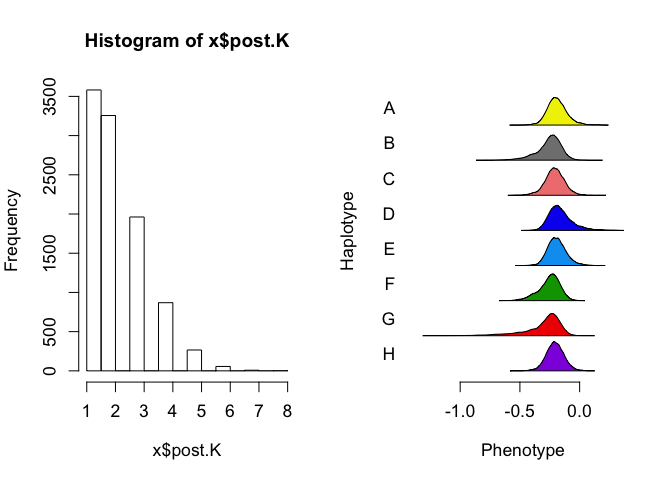 Histogram of x$post.K
Frequency
0
500
1500
2500
3500
1 2 3 4 5 6 7 8
x$post.K
Haplotype
A
B
C
D
E
F
G
H
-1.0 -0.5 0.0
Phenotype